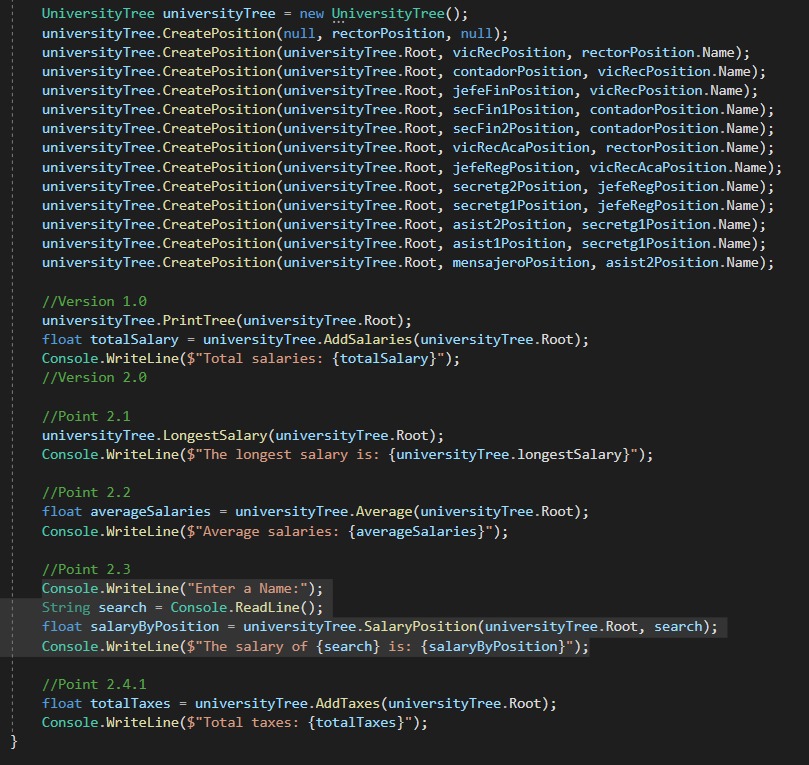 UniversityTree universityTree = new UniversityTree();
universityTree.CreatePosition(null, rectorPosition, null);
universityTree.CreatePosition(universityTree.Root, vicRecPosition, rectorPosition.Name);
universityTree.CreatePosition(universityTree.Root, contadorPosition, vicRecPosition.Name);
universityTree.CreatePosition(universityTree.Root, jefeFinPosition, vicRecPosition.Name);
universityTree.CreatePosition(universityTree.Root, secFin1Position, contadorPosition.Name);
universityTree.CreatePosition(universityTree.Root, secFin2Position, contadorPosition.Name);
universityTree.CreatePosition(universityTree.Root, vicRecAcaPosition, rectorPosition.Name);
universityTree.CreatePosition(universityTree.Root, jefeRegPosition, vicRecAcaPosition.Name);
universityTree.CreatePosition(universityTree.Root, secretg2Position, jefeRegPosition.Name);
universityTree.CreatePosition(universityTree.Root, secretg1Position, jefeRegPosition.Name);
universityTree.CreatePosition(universityTree.Root, asist2Position, secretg1Position.Name);
universityTree.CreatePosition(universityTree.Root, asist1Position, secretg1Position.Name);
universityTree.CreatePosition(universityTree.Root, mensajeroPosition, asist2Position.Name);
//Version 1.0
universityTree.PrintTree(universityTree.Root);
float totalSalary = universityTree.AddSalaries(universityTree.Root);
Console.WriteLine($"Total salaries: {totalSalary}");
//Version 2.0
//Point 2.1
universityTree.LongestSalary(universityTree.Root);
Console.WriteLine($"The longest salary is: {universityTree.longestSalary}");
//Point 2.2
float averageSalaries = universityTree.Average(universityTree.Root);
Console.WriteLine($"Average salaries: {averageSalaries}");
//Point 2.3
Console.WriteLine("Enter a Name:");
String search = Console.ReadLine();
float salaryByPosition = universityTree.SalaryPosition(universityTree.Root, search);
Console.WriteLine($"The salary of {search} is: {salaryByPosition}");
//Point 2.4.1
float totalTaxes = universityTree.AddTaxes(universityTree.Root);
Console.WriteLine($"Total taxes: {totalTaxes}");
}